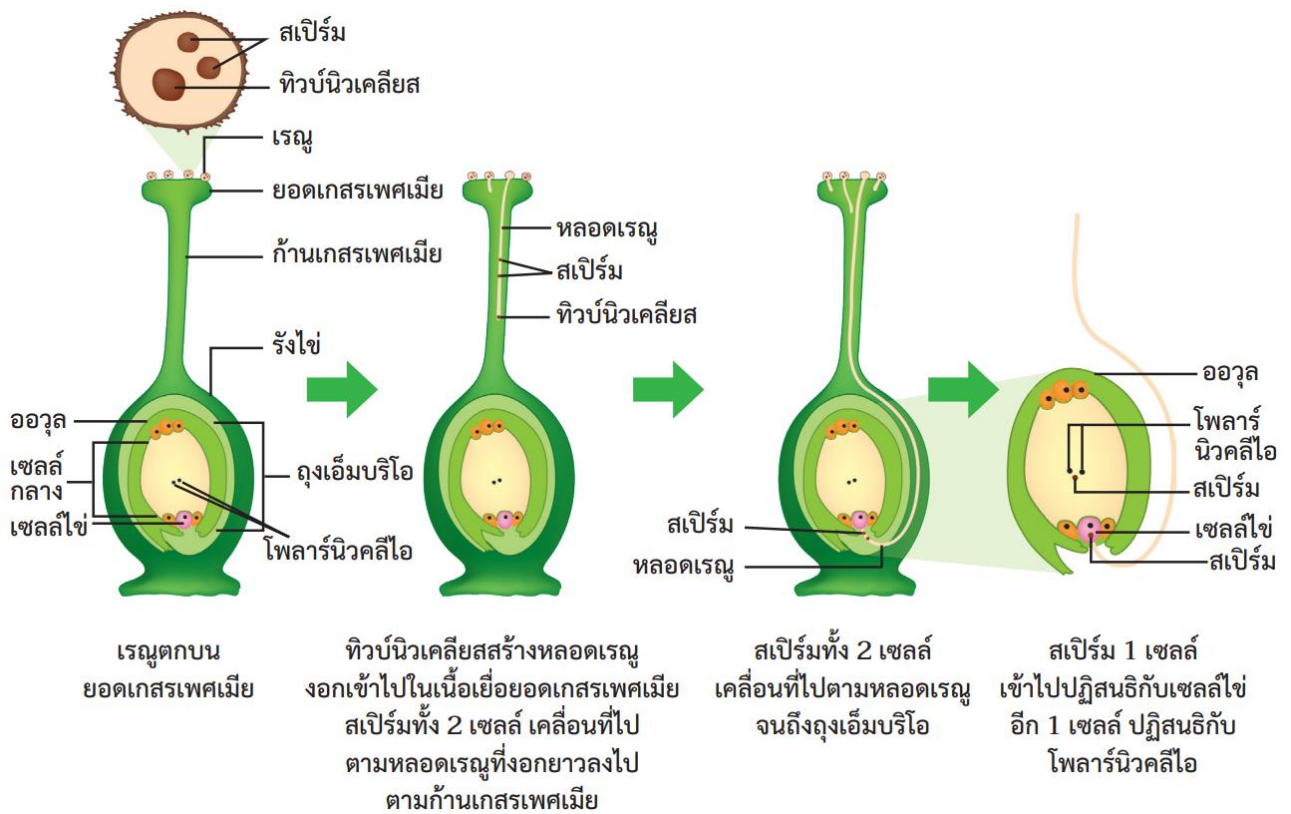 สเปิร์ม
ทิวบ์นิวเคลียส
เรณู
ยอดเกสรเพศเมีย
ก้านเกสรเพศเมีย
รังไข่
ออวุล
เซลล์
กลาง
เซลล์ไข่
ถุงเอ็มบริโอ
โพลาร์นิวคลีไอ
เรณูตกบน
ยอดเกสรเพศเมีย
หลอดเรณู
สเปิร์ม
ทิวบ์นิวเคลียส
ทิวบ์นิวเคลียสสร้างหลอดเรณู
งอกเข้าไปในเนื้อเยื่อยอดเกสรเพศเมีย
สเปิร์มทั้ง 2 เซลล์ เคลื่อนที่ไป
ตามหลอดเรณูที่งอกยาวลงไป
ตามก้านเกสรเพศเมีย
สเปิร์ม
หลอดเรณู
สเปิร์มทั้ง 2 เซลล์
เคลื่อนที่ไปตามหลอดเรณู
จนถึงถุงเอ็มบริโอ
ออวุล
โพลาร์
นิวคลีไอ
สเปิร์ม
เซลล์ไข่
สเปิร์ม
สเปิร์ม 1 เซลล์
เข้าไปปฏิสนธิกับเซลล์ไข่
อีก 1 เซลล์ ปฏิสนธิกับ
โพลาร์นิวคลีไอ